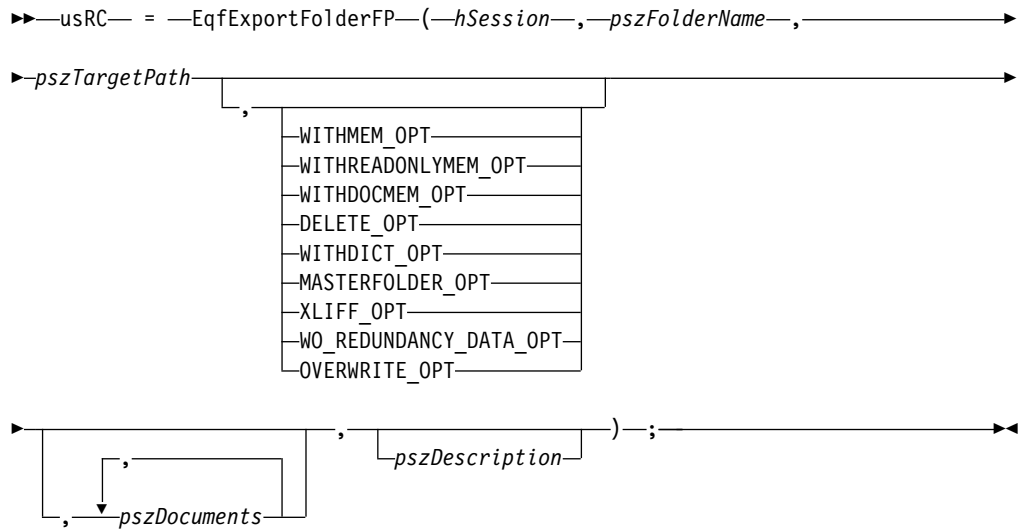 usRC = EqfExportFolderFP ( hSession , pszFolderName ,
pszTargetPath
,
WITHMEM_OPT
WITHREADONLYMEM_OPT
WITHDOCMEM_OPT
DELETE_OPT
WITHDICT_OPT
MASTERFOLDER_OPT
XLIFF_OPT
WO_REDUNDANCY_DATA_OPT
OVERWRITE_OPT
, ) ;
, pszDescription
, pszDocuments